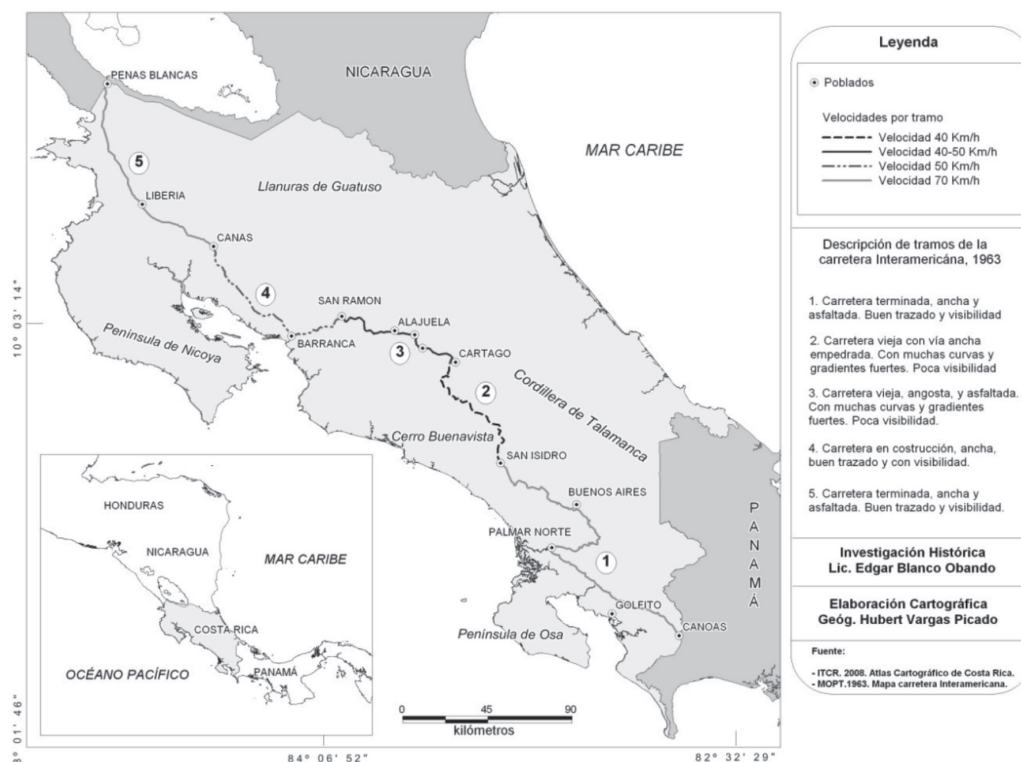 PENAS BLANCAS
NICARAGUA
MAR CARIBE
5
Llanuras de Guatuso
LIBERIA
CANAS
4
SAN RAMON
ALAJUELA
10º 03' 14"
BARRANCA
3
CARTAGO
Península de Nicoya
2
Cordillera de Talamanca
Cerro Buenavista
SAN ISIDRO
BUENOS AIRES
PALMAR NORTE
1
PANAMÁ
GOLFITO
Península de Osa
CANOAS
HONDURAS
NICARAGUA
MAR CARIBE
COSTA RICA
OCÉANO PACÍFICO
PANAMÁ
0 45 90
kilómetros
8º 01' 46"
84º 06' 52"
82º 32' 29"
Leyenda
Poblados
Velocidades por tramo
Velocidad 40 Km/h
Velocidad 40-50 Km/h
Velocidad 50 Km/h
Velocidad 70 Km/h
Descripción de tramos de la
carretera Interamericána, 1963
1. Carretera terminada, ancha y
asfaltada. Buen trazado y visibilidad
2. Carretera vieja con vía ancha
empedrada. Con muchas curvas y
gradientes fuertes. Poca visibilidad
3. Carretera vieja, angosta, y asfaltada.
Con muchas curvas y gradientes
fuertes. Poca visibilidad.
4. Carretera en costrucción, ancha,
buen trazado y con visibilidad.
5. Carretera terminada, ancha y
asfaltada. Buen trazado y visibilidad.
Investigación Histórica
Lic. Edgar Blanco Obando
Elaboración Cartográfica
Geóg. Hubert Vargas Picado
Fuente:
- ITCR. 2008. Atlas Cartográfico de Costa Rica.
- MOPT.1963. Mapa carretera Interamericana.